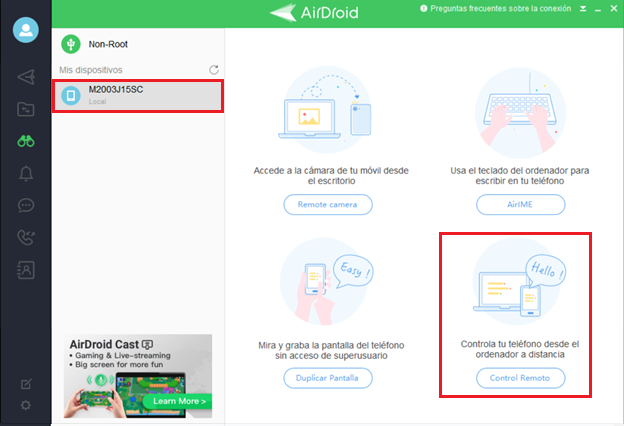 AirDroid
Preguntas frecuentes sobre la conexión
Non-Root
Mis dispositivos
M2003J15SC
Local
Accede a la cámara de tu móvil desde
el escritorio
Remote camera
Usa el teclado del ordenador para
escribir en tu teléfono
AirIME
Easy !
Mira y graba la pantalla del teléfono
sin acceso de superusuario
Duplicar Pantalla
Hello !
Controla tu teléfono desde el
ordenador a distancia
Control Remoto
AirDroid Cast
• Gaming & Live-streaming
• Big screen for more fun
Learn More >